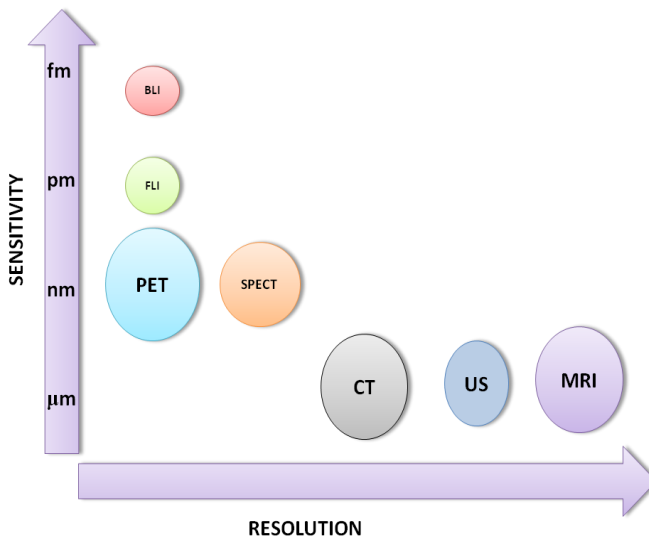 fm
BLI
pm
FLI
SENSITIVITY
PET
SPECT
nm
CT
US
MRI
μm
RESOLUTION